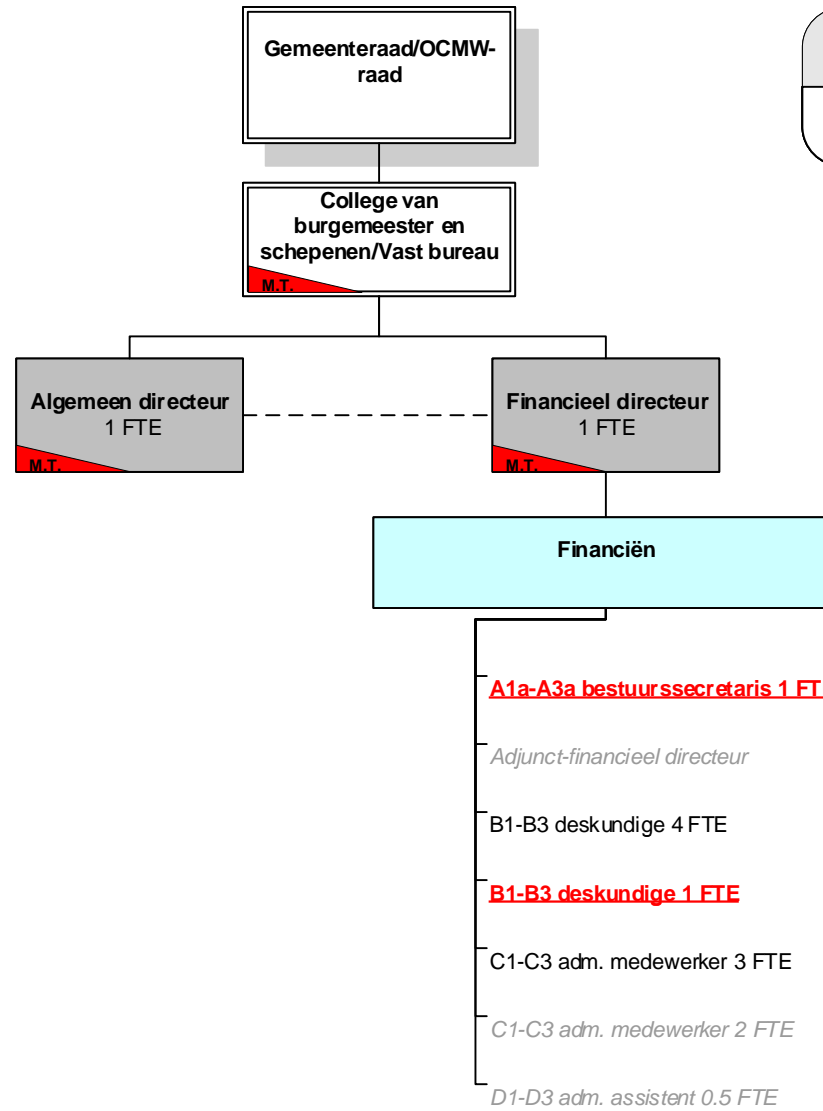 Gemeenteraad/OCMW-
raad
College van
burgemeester en
schepenen/Vast bureau
M.T.
Algemeen directeur
1 FTE
M.T.
Financieel directeur
1 FTE
M.T.
Financiën
A1a-A3a bestuurssecretaris 1 FT
Adjunct-financieel directeur
B1-B3 deskundige 4 FTE
B1-B3 deskundige 1 FTE
C1-C3 adm. medewerker 3 FTE
C1-C3 adm. medewerker 2 FTE
D1-D3 adm. assistent 0.5 FTE